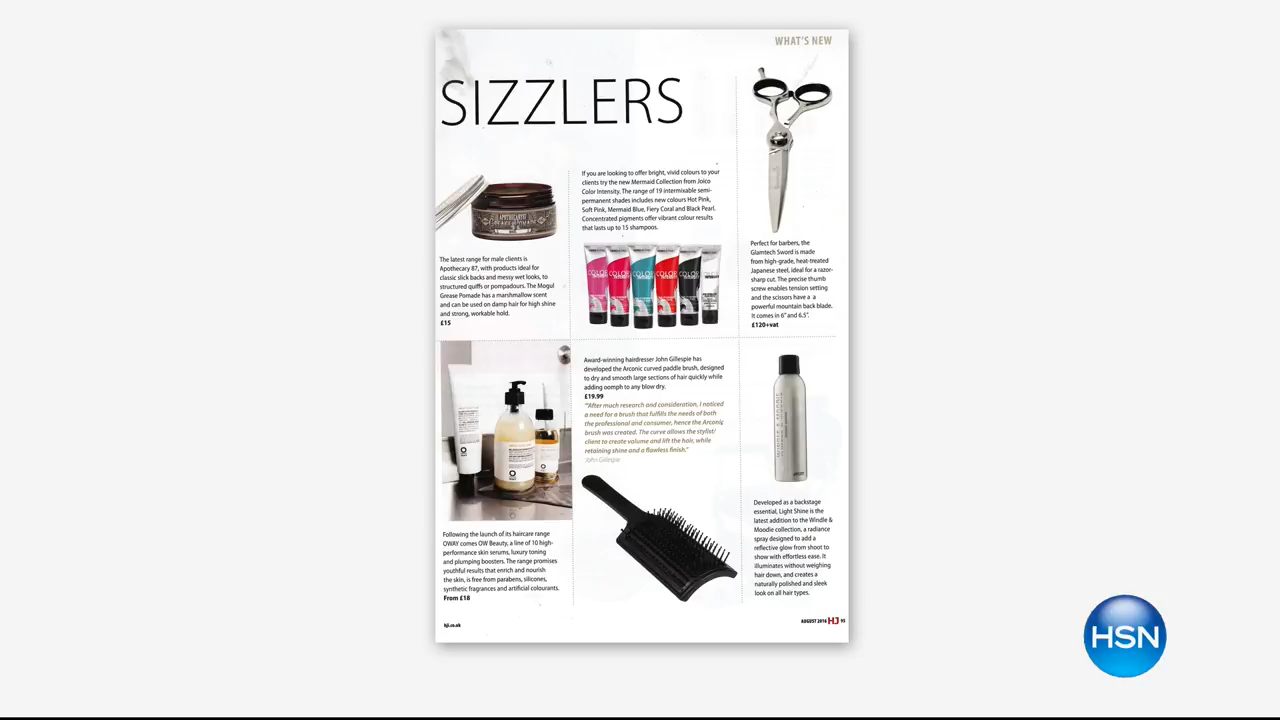 WHAT'S NEW
SIZZLERS
The latest range for male clients is
Apothecary 87, with products ideal for
classic slick backs and messy wet looks, to
structured quiffs or pompadours. The Mogul
Grease Pomade has a marshmallow scent
and can be used on damp hair for high shine
and strong, workable hold.
£15
If you are looking to offer bright, vivid colours to your
clients try the new Mermaid Collection from Joico
Color Intensity. The range of 19 intermixable semi-
permanent shades includes new colours Hot Pink,
Soft Pink, Mermaid Blue, Fiery Coral and Black Pearl.
Concentrated pigments offer vibrant colour results
that lasts up to 15 shampoos.
Perfect for barbers, the
Glamtech Sword is made
from high-grade, heat-treated
Japanese steel, ideal for a razor-
sharp cut. The precise thumb
screw enables tension setting
and the scissors have a a
powerful mountain back blade.
It comes in 6" and 6.5".
£120+vat
Following the launch of its haircare range
OWAY comes OW Beauty, a line of 10 high-
performance skin serums, luxury toning
and plumping boosters. The range promises
youthful results that enrich and nourish
the skin, is free from parabens, silicones,
synthetic fragrances and artificial colourants.
From £18
Award-winning hairdresser John Gillespie has
developed the Arconic curved paddle brush, designed
to dry and smooth large sections of hair quickly while
adding oomph to any blow dry.
£19.99
"After much research and consideration, I noticed
a need for a brush that fulfills the needs of both
the professional and consumer, hence the Arconic
brush was created. The curve allows the stylist/
client to create volume and lift the hair, while
retaining shine and a flawless finish."
John Gillespie
Developed as a backstage
essential, Light Shine is the
latest addition to the Windle &
Moodie collection, a radiance
spray designed to add a
reflective glow from shoot to
show with effortless ease. It
illuminates without weighing
hair down, and creates a
naturally polished and sleek
look on all hair types.
hji.co.uk
AUGUST 2016 HJ 95
HSN